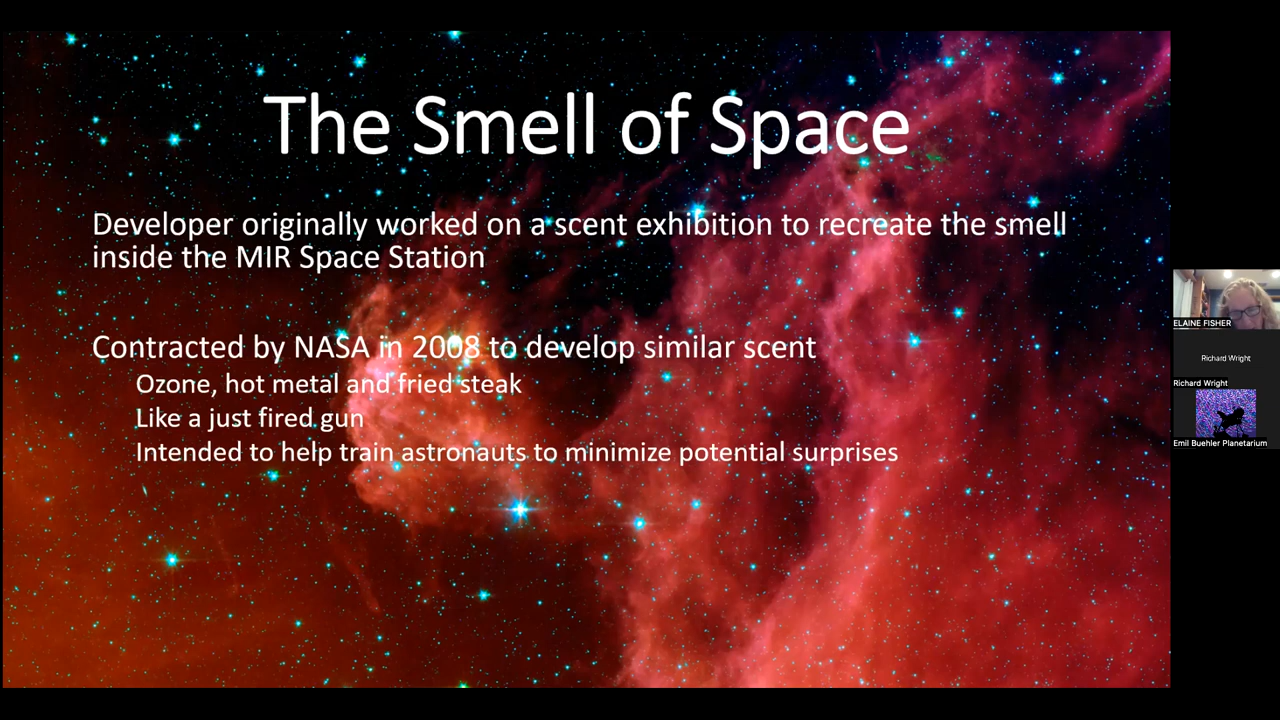 The Smell of Space
Developer originally worked on a scent exhibition to recreate the smell
inside the MIR Space Station
Contracted by NASA in 2008 to develop similar scent
Ozone, hot metal and fried steak
Like a just fired gun
Intended to help train astronauts to minimize potential surprises
ELAINE FISHER
Richard Wright
Richard Wright
Emil Buehler Planetarium